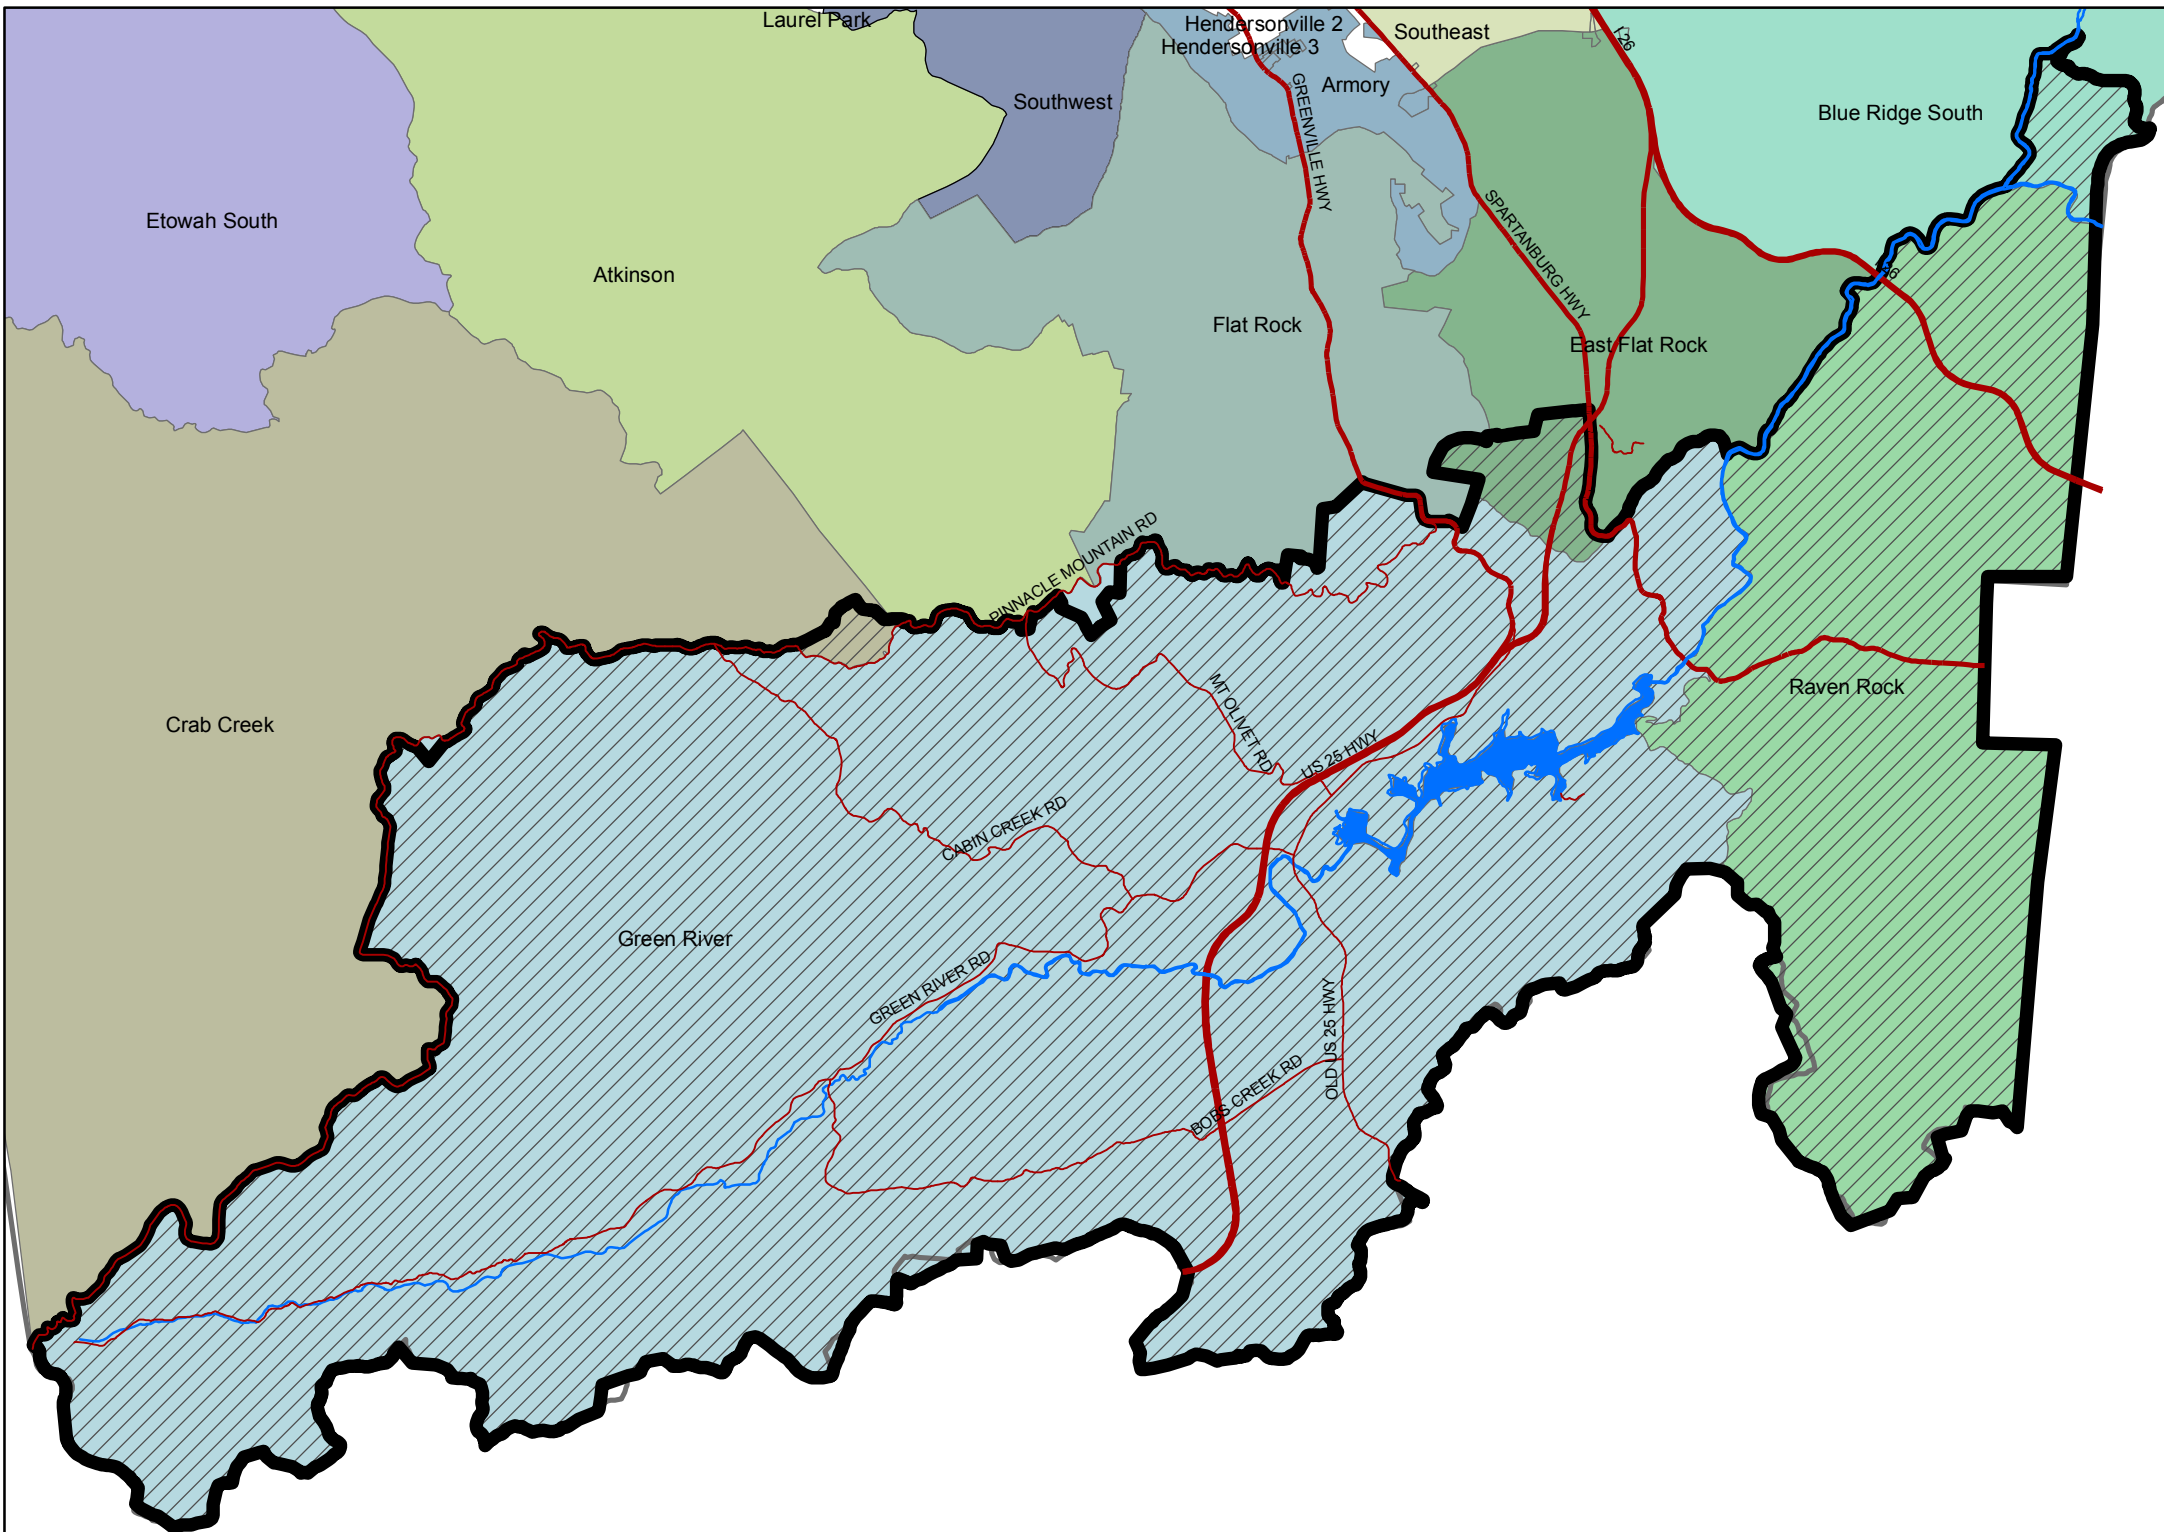 Laurel Park
Hendersonville 2
Southeast
Hendersonville 3
I-26
Armory
Southwest
Blue Ridge South
GREENVILLE HWY
Etowah South
SPARTANBURG HWY
Atkinson
I-26
Flat Rock
East Flat Rock
PINNACLE MOUNTAIN RD
Raven Rock
MT OLIVET RD
Crab Creek
US 25 HWY
CABIN CREEK RD
Green River
GREEN RIVER RD
OLD US 25 HWY
BOBS CREEK RD